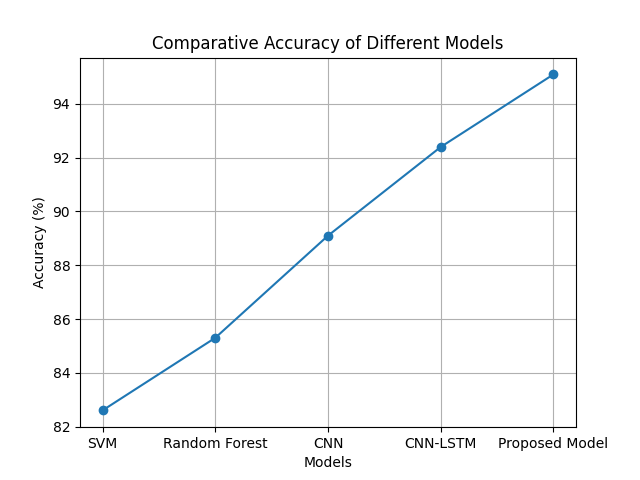 Comparative Accuracy of Different Models
94
92
90
88
86
84
82
Accuracy (%)
SVM Random Forest CNN CNN-LSTM Proposed Model
Models